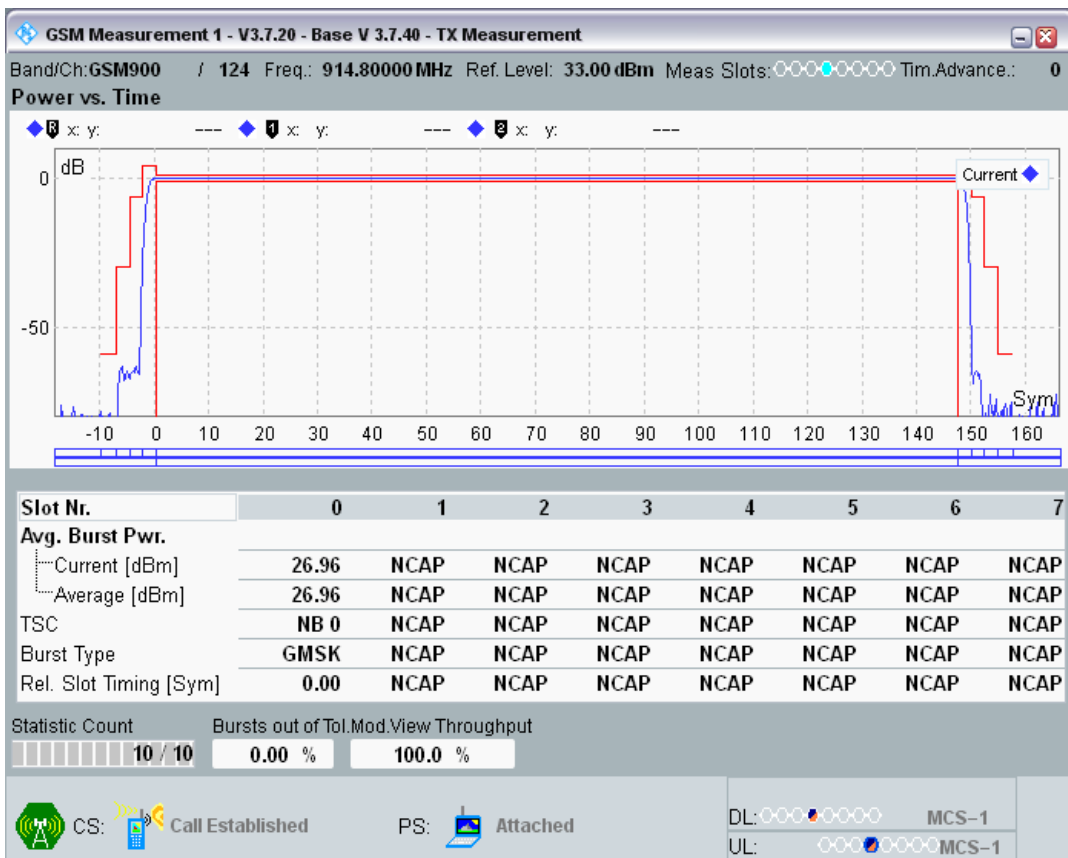 GSM Measurement 1 - V3.7.20 - Base V 3.7.40 - TX Measurement
Band/Ch:GSM900 / 124 Freq.: 914.80000 MHz Ref. Level: 33.00 dBm Meas Slots: Tim.Advance.: 0
Power vs. Time
R x: y: --- 1 x: y: --- 2 x: y: ---
dB
Current
0
-50
Sym
-10 0 10 20 30 40 50 60 70 80 90 100 110 120 130 140 150 160
Slot Nr. 0 1 2 3 4 5 6 7
Avg. Burst Pwr.
Current [dBm] 26.96 NCAP NCAP NCAP NCAP NCAP NCAP NCAP
Average [dBm] 26.96 NCAP NCAP NCAP NCAP NCAP NCAP NCAP
TSC NB 0 NCAP NCAP NCAP NCAP NCAP NCAP NCAP
Burst Type GMSK NCAP NCAP NCAP NCAP NCAP NCAP NCAP
Rel. Slot Timing [Sym] 0.00 NCAP NCAP NCAP NCAP NCAP NCAP NCAP
Statistic Count Bursts out of Tol.Mod.View Throughput
10 / 10 0.00 % 100.0 %
CS: Call Established PS: Attached
DL: MCS-1
UL: MCS-1